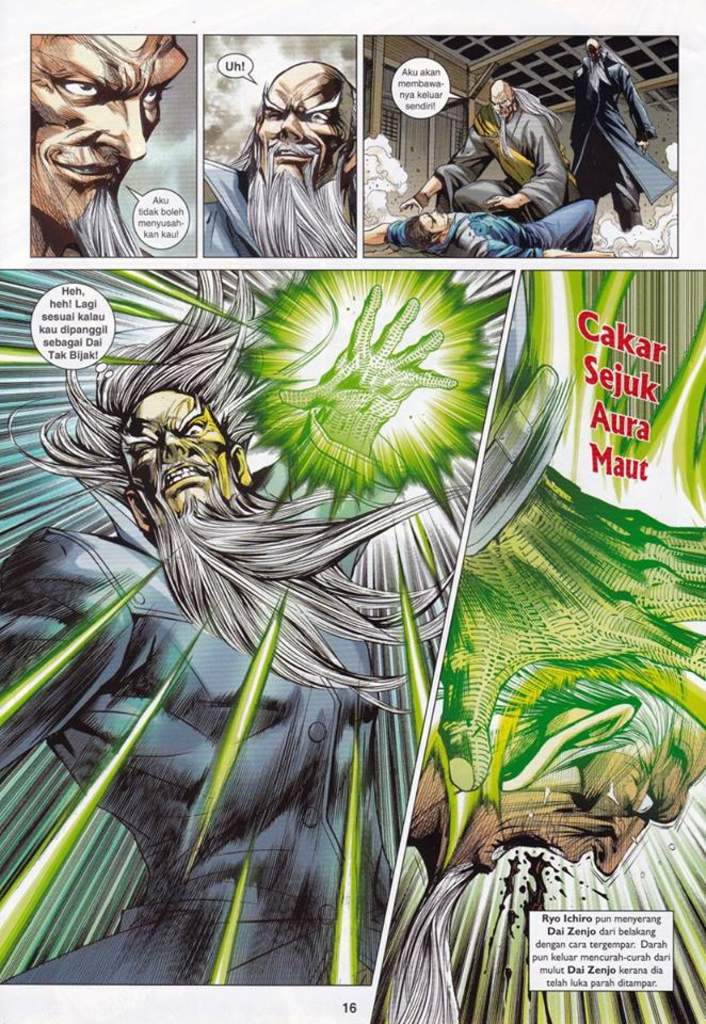 Aku
tidak boleh
menyusah-
kan kau!
Uh!
Aku akan
membawa-
nya keluar
sendiri!
Heh,
heh! Lagi
sesuai kalau
kau dipanggil
sebagai Dai
Tak Bijak!
Cakar
Sejuk
Aura
Maut
Ryo Ichiro pun menyerang
Dai Zenjo dari belakang
dengan cara tergempar. Darah
pun keluar mencurah-curah dari
mulut Dai Zenjo kerana dia
telah luka parah ditampar.
16